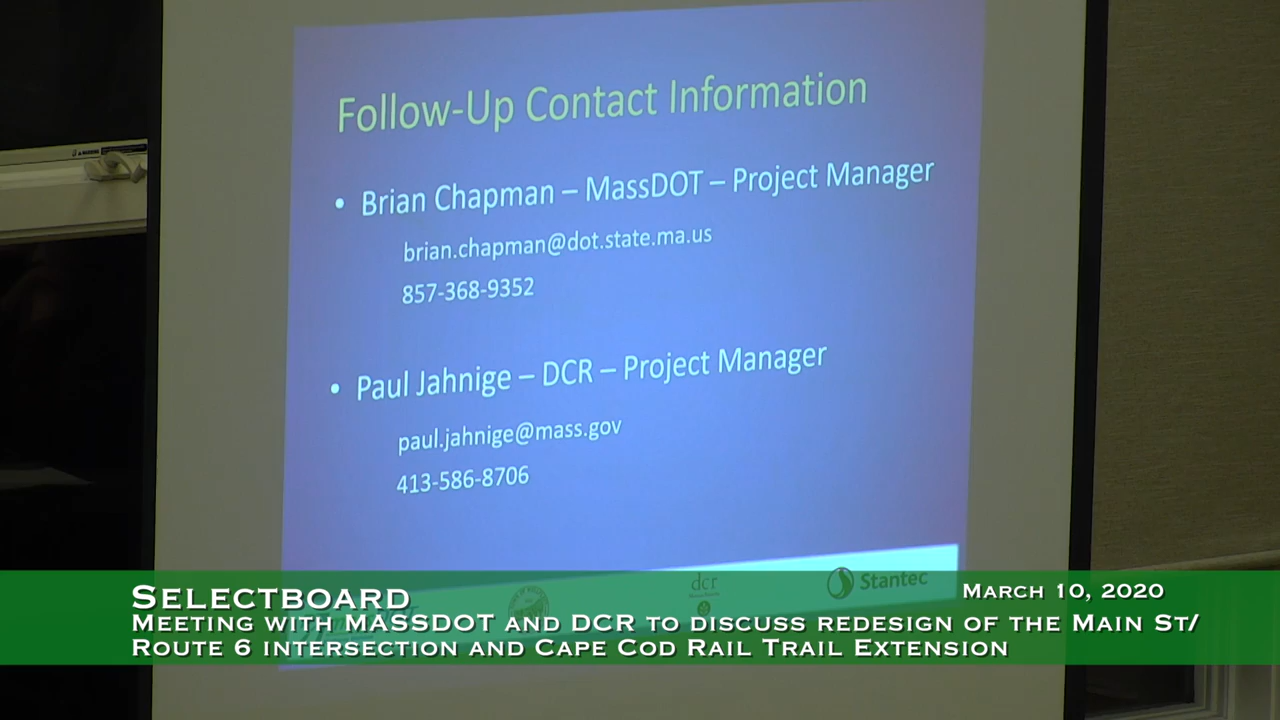 Follow-Up Contact Information
• Brian Chapman – MassDOT – Project Manager
brian.chapman@dot.state.ma.us
857-368-9352
• Paul Jahnige – DCR – Project Manager
paul.jahnige@mass.gov
413-586-8706
dcr
Stantec
SELECTBOARD
MARCH 10, 2020
MEETING WITH MASSDOT AND DCR TO DISCUSS REDESIGN OF THE MAIN ST/
ROUTE 6 INTERSECTION AND CAPE COD RAIL TRAIL EXTENSION